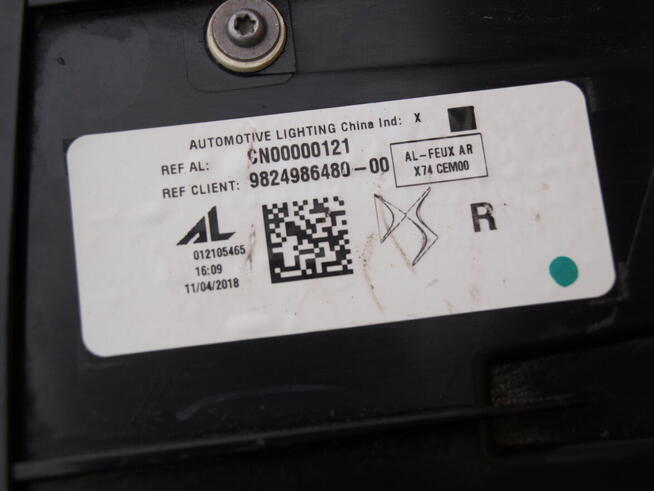 AUTOMOTIVE LIGHTING China Ind: X
REF. AL: CN00000121
REF CLIENT: 9824986480-00
AL-FEUX AR
X74 CEM00
AL
012105465
16:09
11/04/2018
DS
R